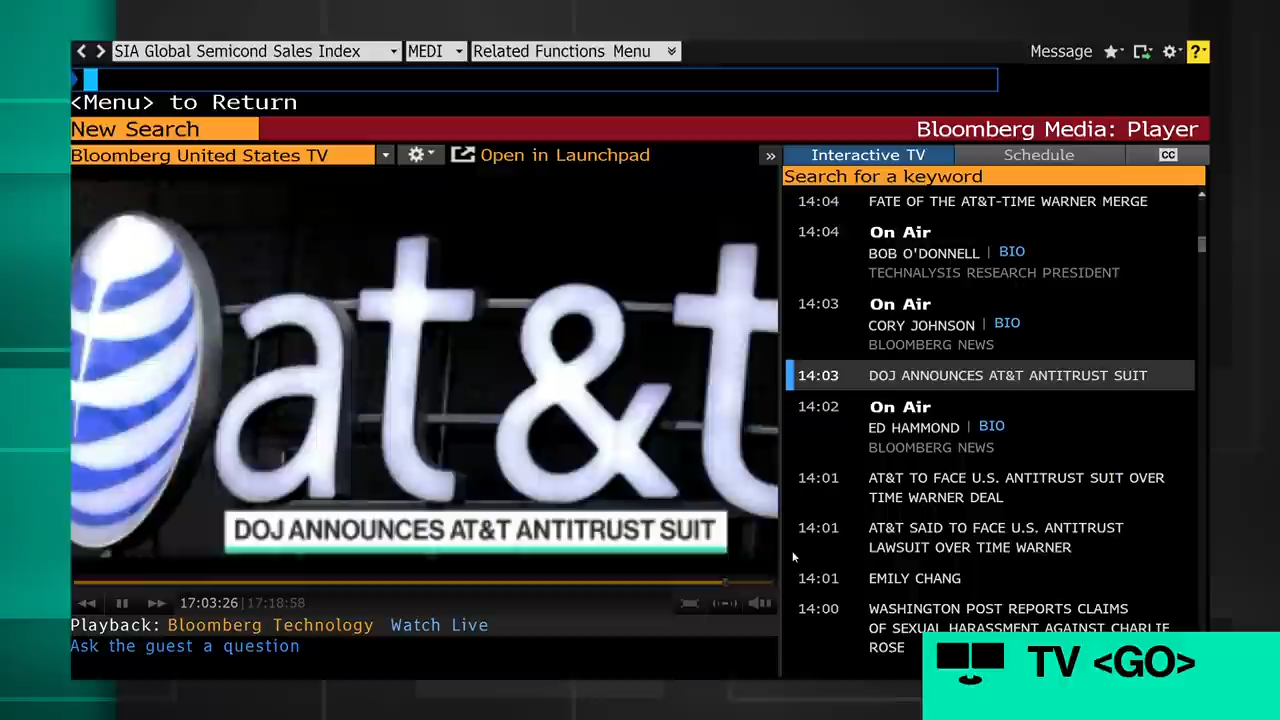 SIA Global Semicond Sales Index
MEDI
Related Functions Menu
Message
?
<Menu> to Return
New Search
Bloomberg Media: Player
Bloomberg United States TV
Open in Launchpad
»
Interactive TV
Schedule
CC
Search for a keyword
at&t
DOJ ANNOUNCES AT&T ANTITRUST SUIT
14:04 FATE OF THE AT&T-TIME WARNER MERGE
14:04 On Air
BOB O'DONNELL | BIO
TECHNALYSIS RESEARCH PRESIDENT
14:03 On Air
CORY JOHNSON | BIO
BLOOMBERG NEWS
14:03 DOJ ANNOUNCES AT&T ANTITRUST SUIT
14:02 On Air
ED HAMMOND | BIO
BLOOMBERG NEWS
14:01 AT&T TO FACE U.S. ANTITRUST SUIT OVER
TIME WARNER DEAL
14:01 AT&T SAID TO FACE U.S. ANTITRUST
LAWSUIT OVER TIME WARNER
14:01 EMILY CHANG
14:00 WASHINGTON POST REPORTS CLAIMS
OF SEXUAL HARASSMENT AGAINST CHARLIE
ROSE
17:03:26|17:18:58
Playback: Bloomberg Technology Watch Live
Ask the guest a question
TV <GO>